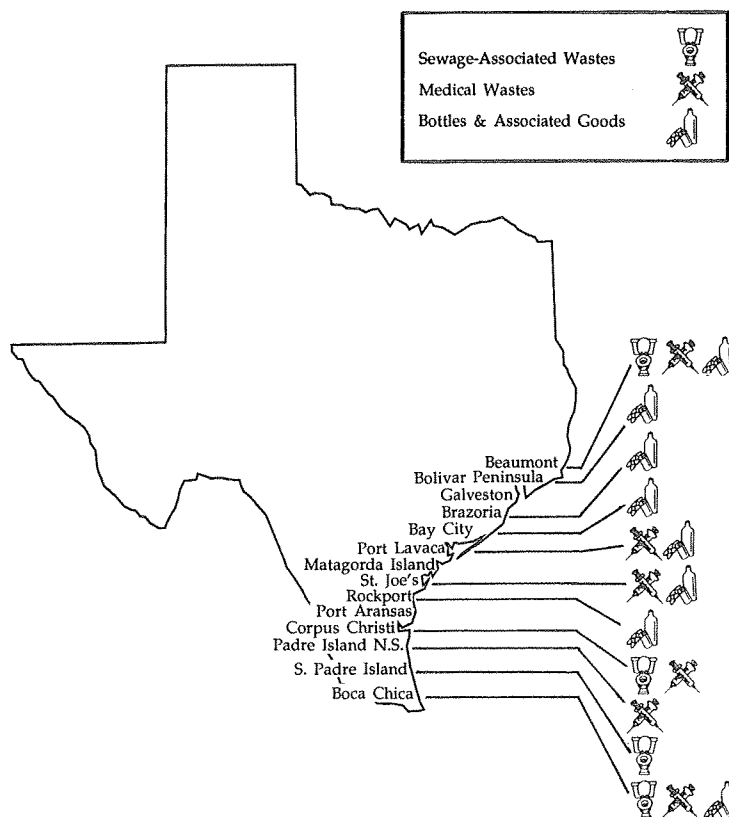 Sewage-Associated Wastes
Medical Wastes
Bottles & Associated Goods
Beaumont
Bolivar Peninsula
Galveston
Brazoria
Bay City
Port Lavaca
Matagorda Island
St. Joe's
Rockport
Port Aransas
Corpus Christi
Padre Island N.S.
S. Padre Island
Boca Chica